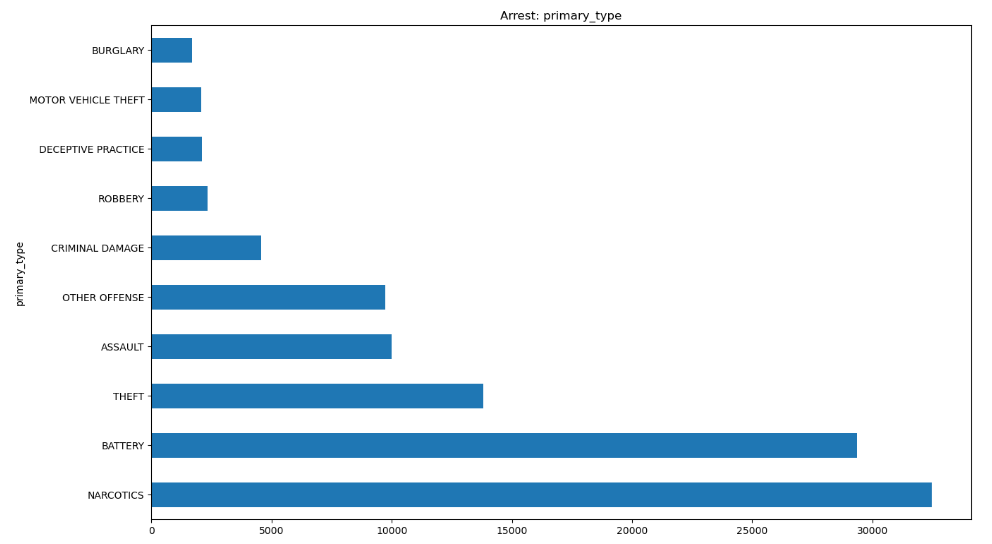 Arrest: primary_type
BURGLARY
MOTOR VEHICLE THEFT
DECEPTIVE PRACTICE
ROBBERY
CRIMINAL DAMAGE
OTHER OFFENSE
ASSAULT
THEFT
BATTERY
NARCOTICS
primary_type
0 5000 10000 15000 20000 25000 30000